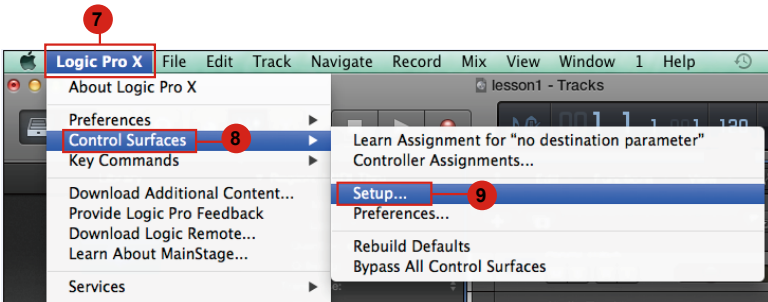 7
Logic Pro X File Edit Track Navigate Record Mix View Window 1 Help
lesson1 - Tracks
About Logic Pro X
Preferences
Control Surfaces 8
Key Commands
Download Additional Content...
Provide Logic Pro Feedback
Download Logic Remote...
Learn About MainStage...
Services
Learn Assignment for “no destination parameter”
Controller Assignments...
Setup... 9
Preferences...
Rebuild Defaults
Bypass All Control Surfaces